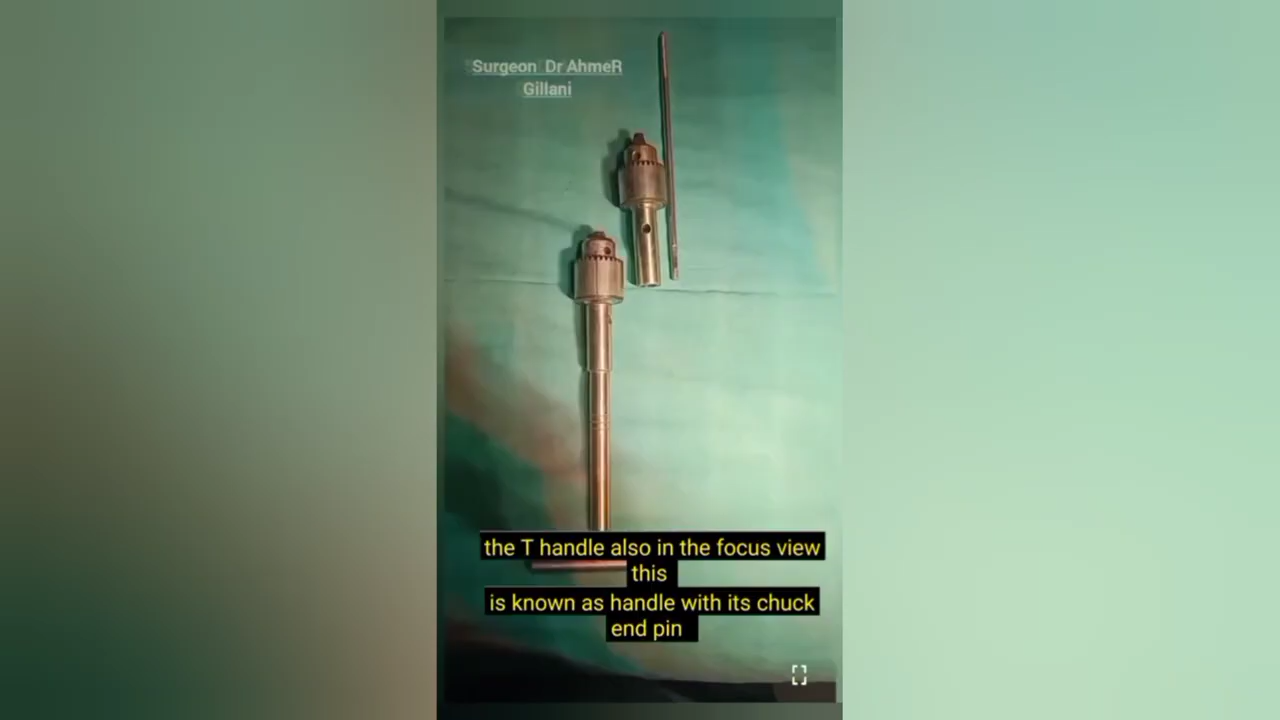 Surgeon Dr AhmeR
Gillani
the T handle also in the focus view
this
is known as handle with its chuck
end pin